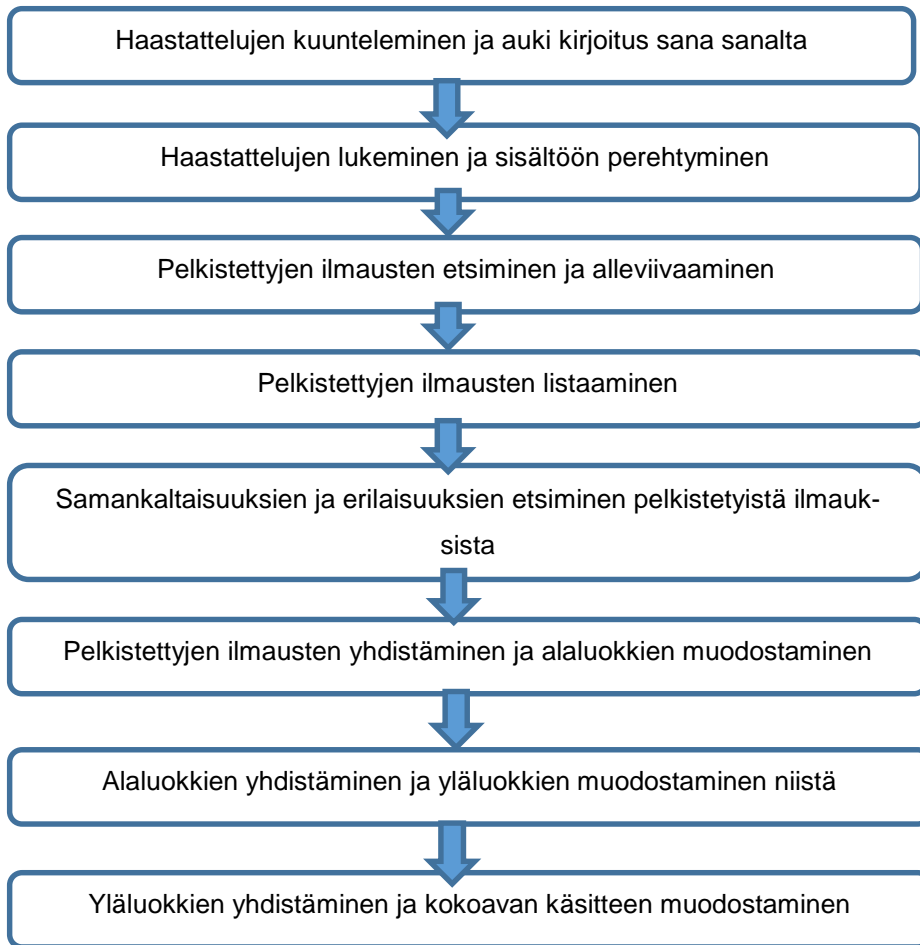 Haastattelujen kuunteleminen ja auki kirjoitus sana sanalta
Haastattelujen lukeminen ja sisältöön perehtyminen
Pelkistettyjen ilmausten etsiminen ja alleviivaaminen
Pelkistettyjen ilmausten listaaminen
Samankaltaisuuksien ja erilaisuuksien etsiminen pelkistetyistä ilmauk-
sista
Pelkistettyjen ilmausten yhdistäminen ja alaluokkien muodostaminen
Alaluokkien yhdistäminen ja yläluokkien muodostaminen niistä
Yläluokkien yhdistäminen ja kokoavan käsitteen muodostaminen